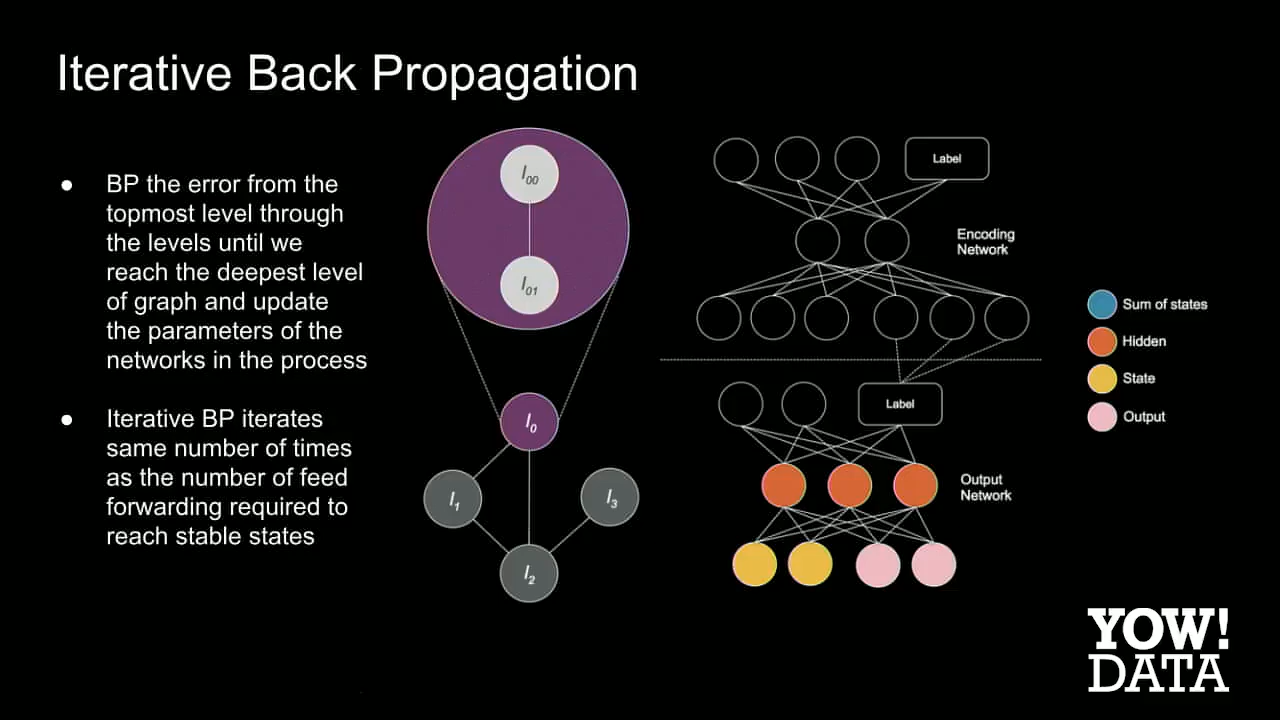 Iterative Back Propagation
● BP the error from the
topmost level through
the levels until we
reach the deepest level
of graph and update
the parameters of the
networks in the process
● Iterative BP iterates
same number of times
as the number of feed
forwarding required to
reach stable states
l00
l01
l0
l1
l3
l2
Label
Encoding
Network
Label
Output
Network
Sum of states
Hidden
State
Output
YOW!
DATA